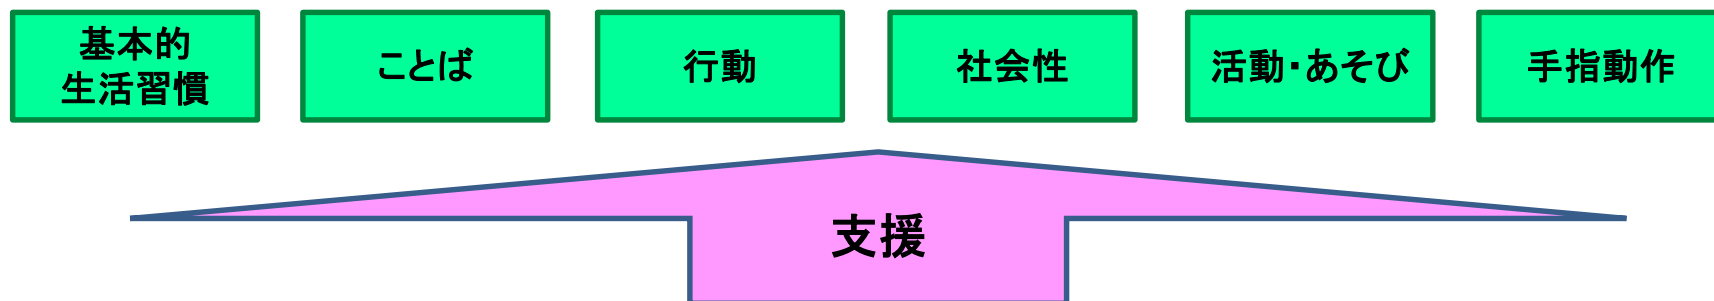 基本的
生活習慣
ことば
行動
社会性
活動・あそび
手指動作
支援